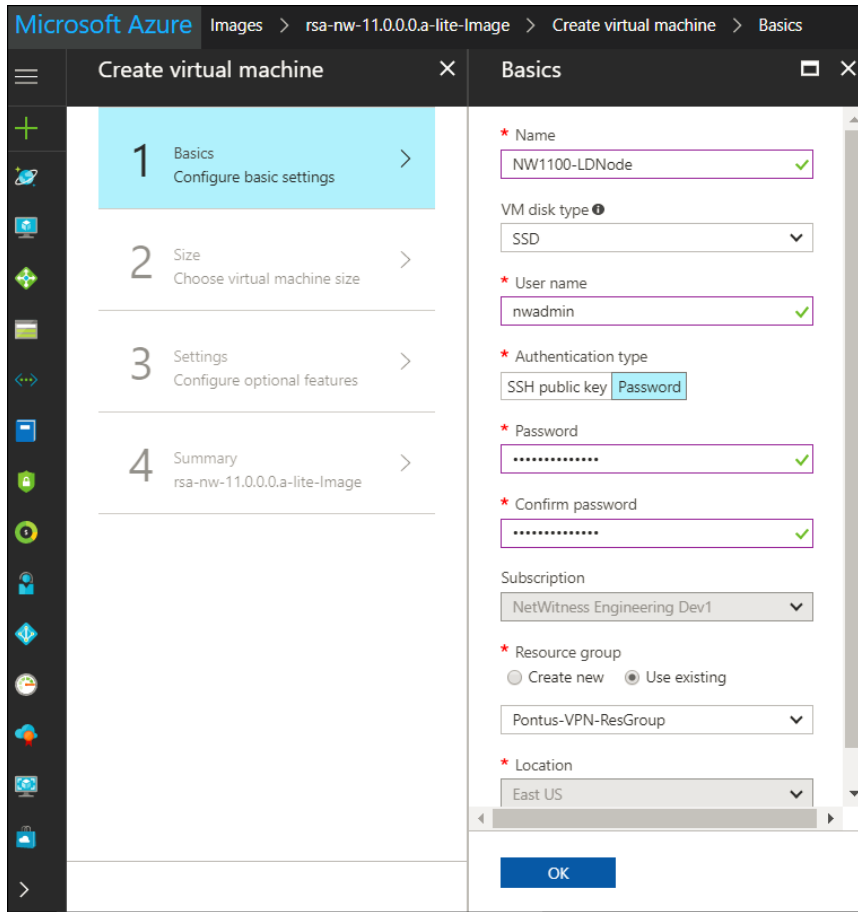 Microsoft Azure Images > rsa-nw-11.0.0.0.a-lite-Image > Create virtual machine > Basics
Create virtual machine
1
Basics
Configure basic settings
2
Size
Choose virtual machine size
3
Settings
Configure optional features
4
Summary
rsa-nw-11.0.0.0.a-lite-Image
Basics
* Name
NW1100-LDNode
VM disk type
SSD
* User name
nwadmin
* Authentication type
SSH public key Password
* Password
••••••••••••••
* Confirm password
••••••••••••••
Subscription
NetWitness Engineering Dev1
* Resource group
Create new Use existing
Pontus-VPN-ResGroup
* Location
East US
OK